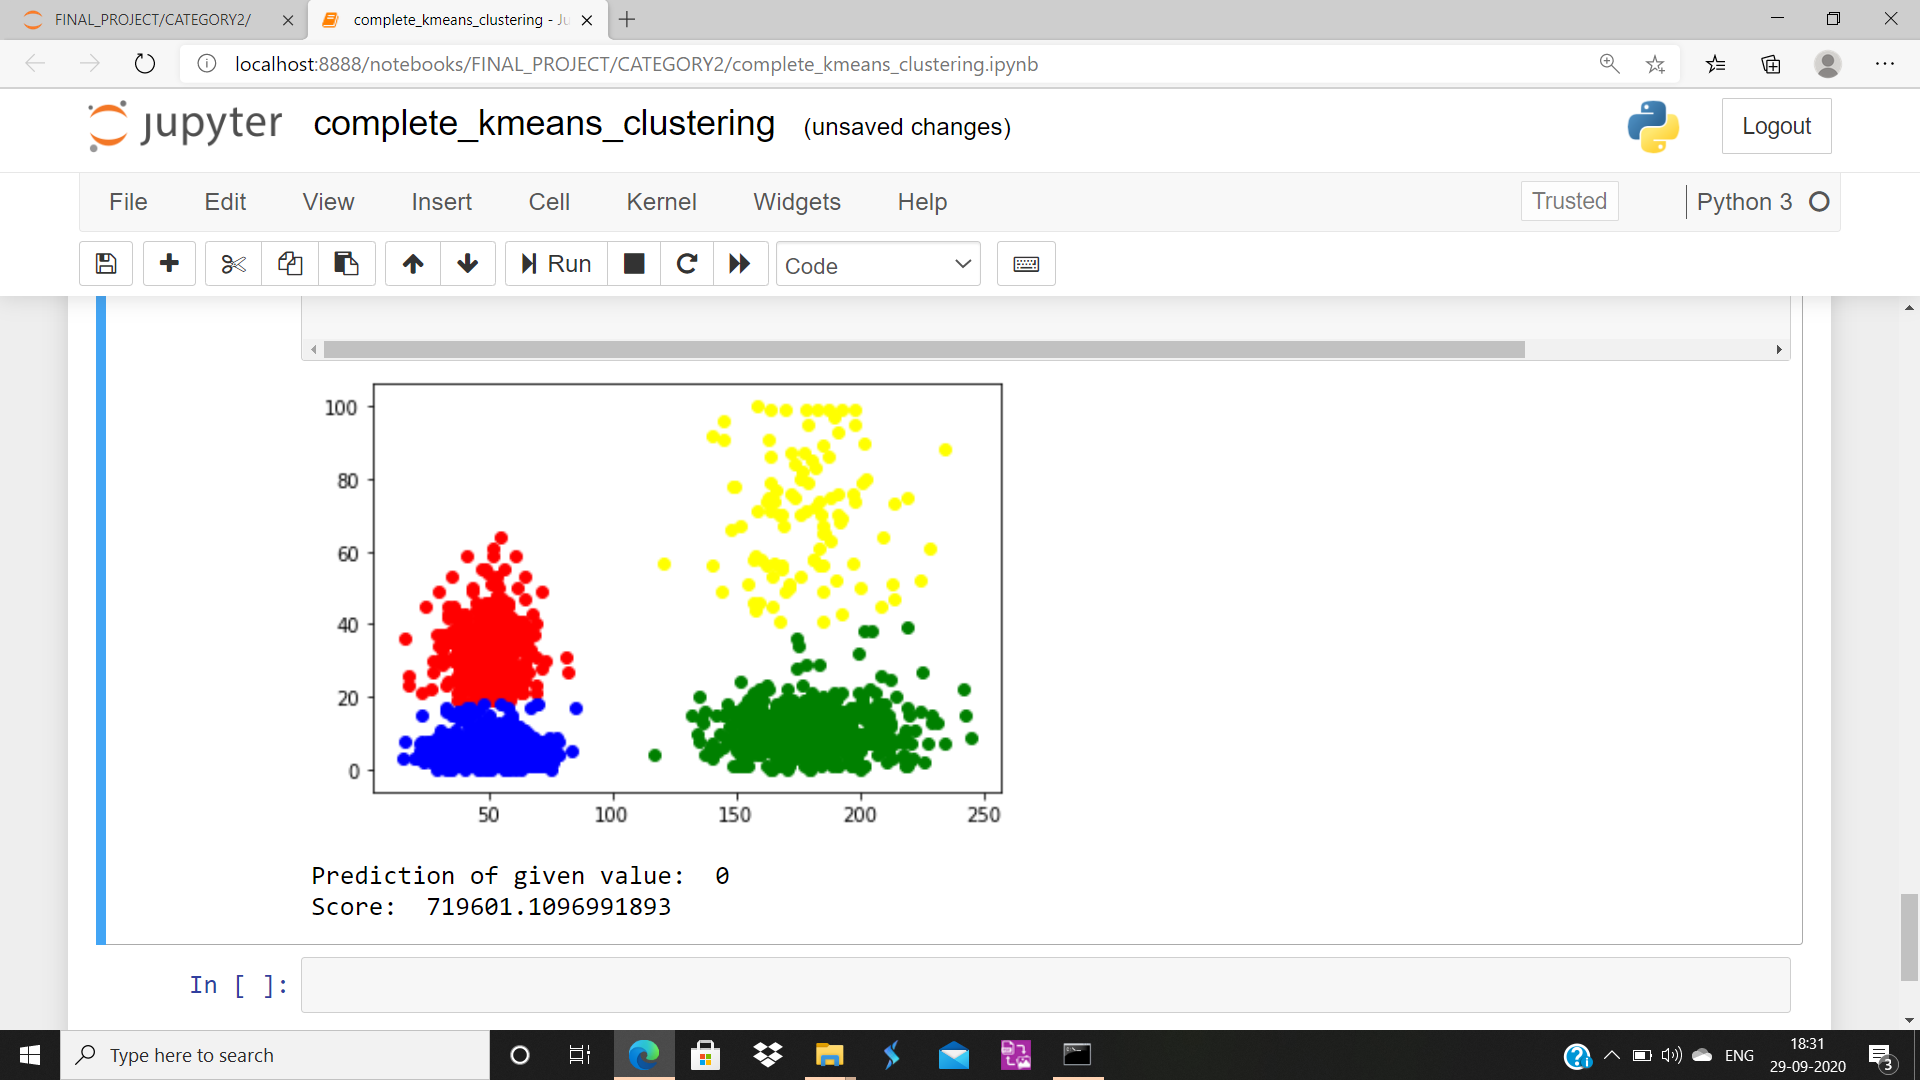 FINAL_PROJECT/CATEGORY2/
complete_kmeans_clustering - Ju
localhost:8888/notebooks/FINAL_PROJECT/CATEGORY2/complete_kmeans_clustering.ipynb
jupyter complete_kmeans_clustering (unsaved changes)
Logout
File Edit View Insert Cell Kernel Widgets Help
Trusted
Python 3
Run
Code
100
80
60
40
20
0
50 100 150 200 250
Prediction of given value:  0
Score:  719601.1096991893
In [ ]:
Type here to search
ENG
18:31
29-09-2020
3